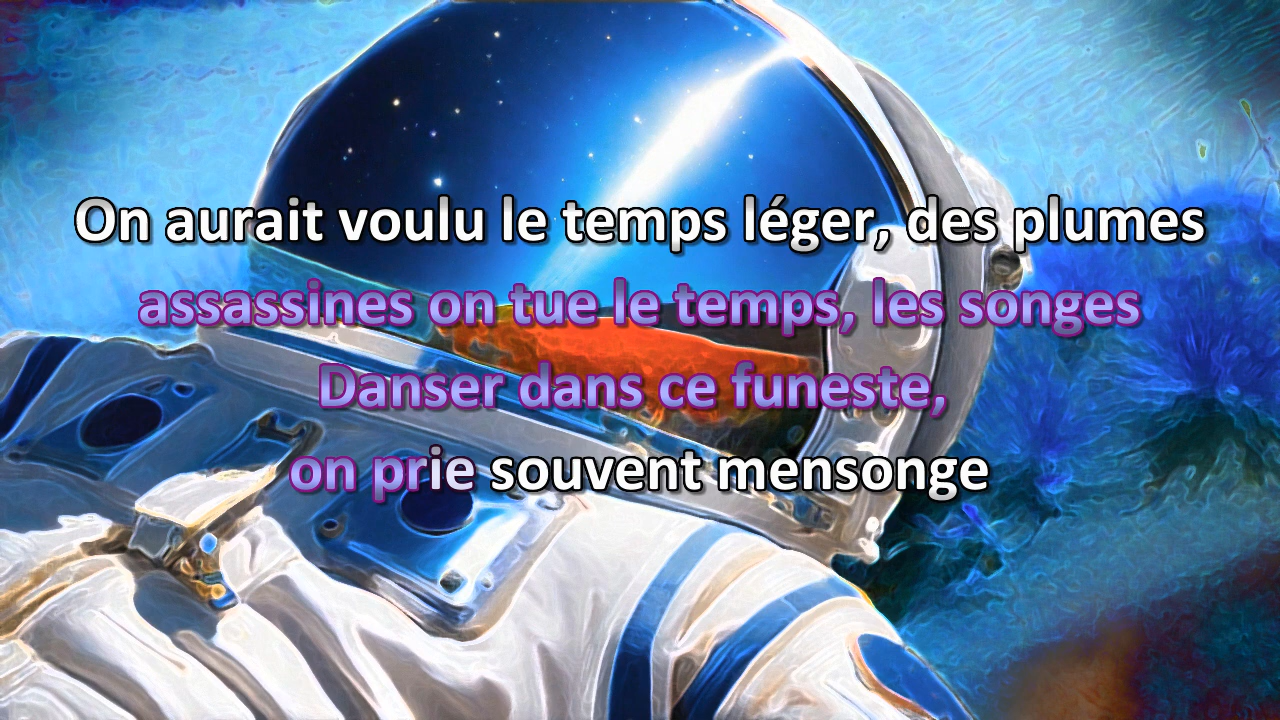 On aurait voulu le temps léger, des plumes
assassines on tue le temps, les songes
Danser dans ce funeste,
on prie souvent mensonge